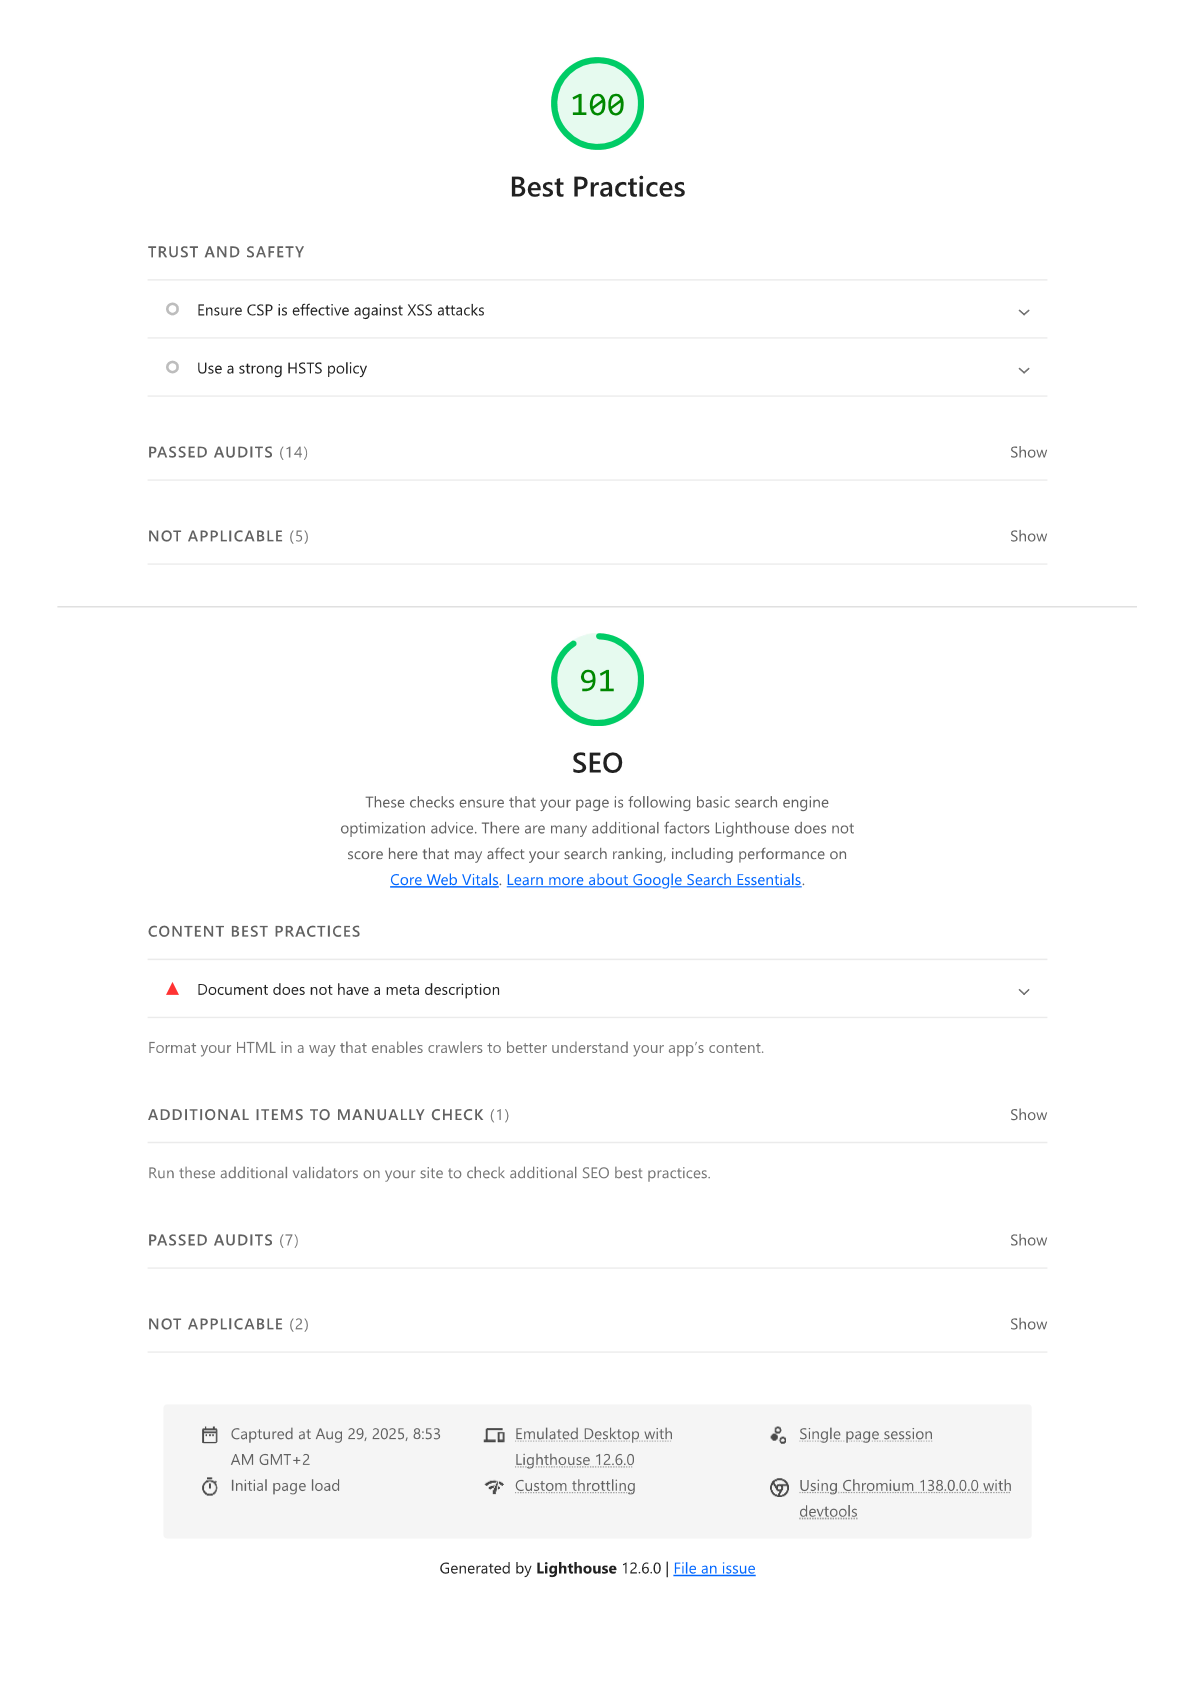 100
Best Practices
TRUST AND SAFETY
Ensure CSP is effective against XSS attacks
Use a strong HSTS policy
PASSED AUDITS (14) Show
NOT APPLICABLE (5) Show
91
SEO
These checks ensure that your page is following basic search engine
optimization advice. There are many additional factors Lighthouse does not
score here that may affect your search ranking, including performance on
Core Web Vitals. Learn more about Google Search Essentials.
CONTENT BEST PRACTICES
Document does not have a meta description
Format your HTML in a way that enables crawlers to better understand your app’s content.
ADDITIONAL ITEMS TO MANUALLY CHECK (1) Show
Run these additional validators on your site to check additional SEO best practices.
PASSED AUDITS (7) Show
NOT APPLICABLE (2) Show
Captured at Aug 29, 2025, 8:53
AM GMT+2
Emulated Desktop with
Lighthouse 12.6.0
Single page session
Initial page load
Custom throttling
Using Chromium 138.0.0.0 with
devtools
Generated by Lighthouse 12.6.0 | File an issue